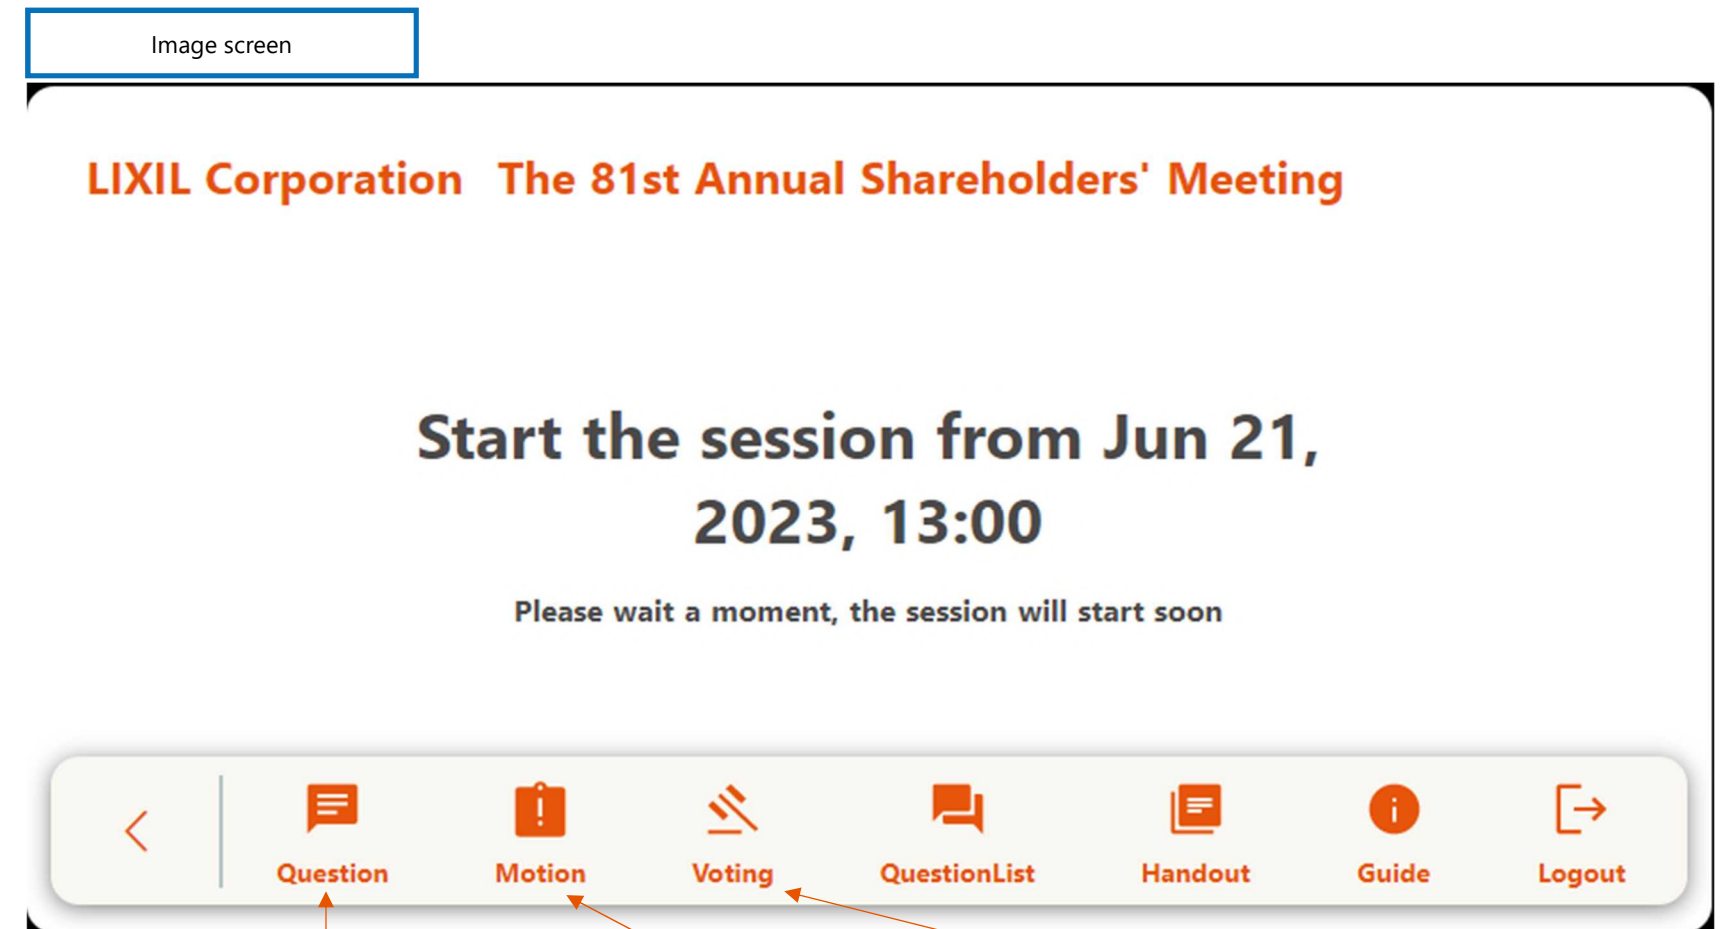 Image screen
LIXIL Corporation The 81st Annual Shareholders' Meeting
Start the session from Jun 21,
2023, 13:00
Please wait a moment, the session will start soon
Question Motion Voting QuestionList Handout Guide Logout